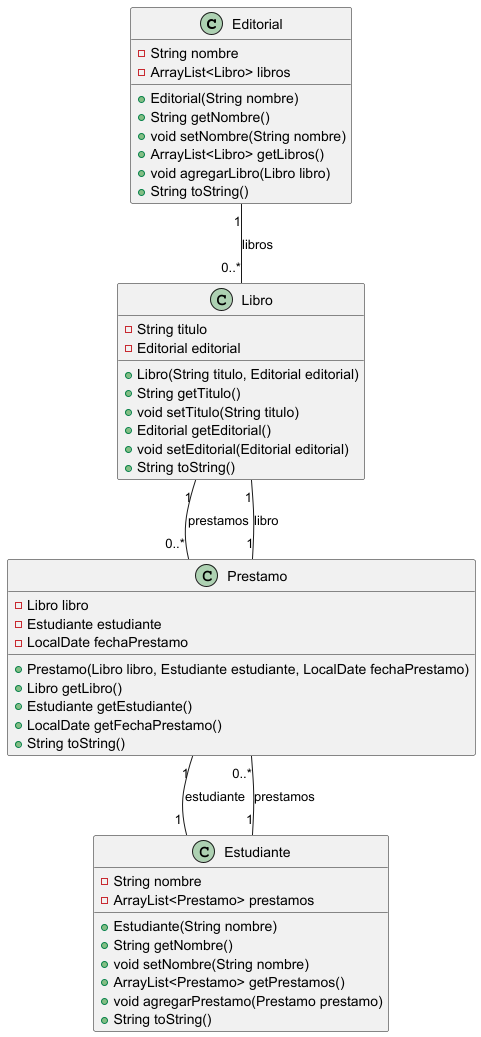 C Editorial
String nombre
ArrayList<Libro> libros
Editorial(String nombre)
String getNombre()
void setNombre(String nombre)
ArrayList<Libro> getLibros()
void agregarLibro(Libro libro)
String toString()
1
libros
0..*
C Libro
String titulo
Editorial editorial
Libro(String titulo, Editorial editorial)
String getTitulo()
void setTitulo(String titulo)
Editorial getEditorial()
void setEditorial(Editorial editorial)
String toString()
1 1
prestamos libro
0..* 1
C Prestamo
Libro libro
Estudiante estudiante
LocalDate fechaPrestamo
Prestamo(Libro libro, Estudiante estudiante, LocalDate fechaPrestamo)
Libro getLibro()
Estudiante getEstudiante()
LocalDate getFechaPrestamo()
String toString()
1 0..*
estudiante prestamos
1 1
C Estudiante
String nombre
ArrayList<Prestamo> prestamos
Estudiante(String nombre)
String getNombre()
void setNombre(String nombre)
ArrayList<Prestamo> getPrestamos()
void agregarPrestamo(Prestamo prestamo)
String toString()